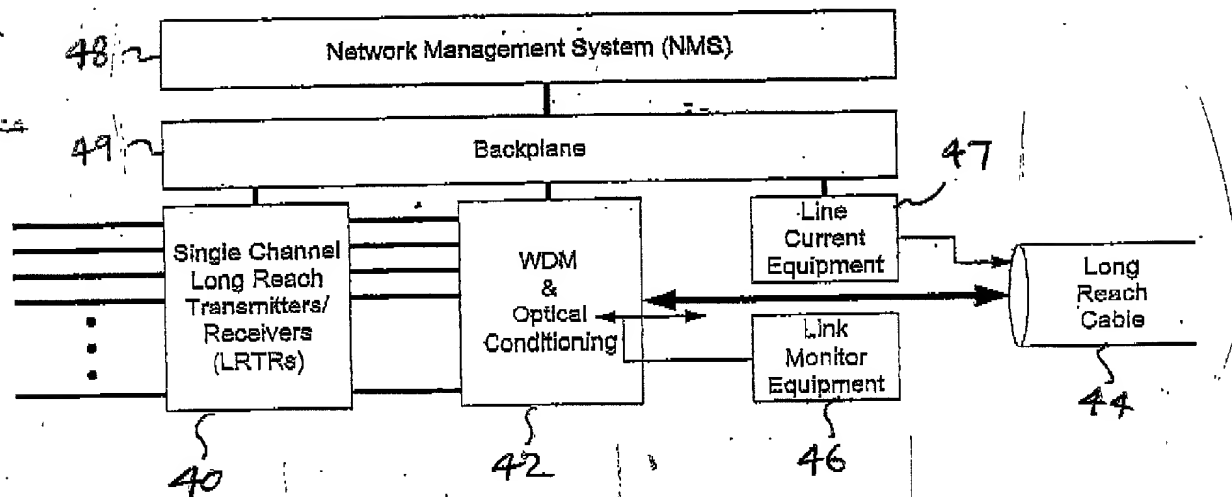 48
Network Management System (NMS)
49
Backplane
47
Single Channel
Long Reach
Transmitters/
Receivers
(LRTRs)
WDM
&
Optical
Conditioning
Line
Current
Equipment
Link
Monitor
Equipment
Long
Reach
Cable
40
42
46
44